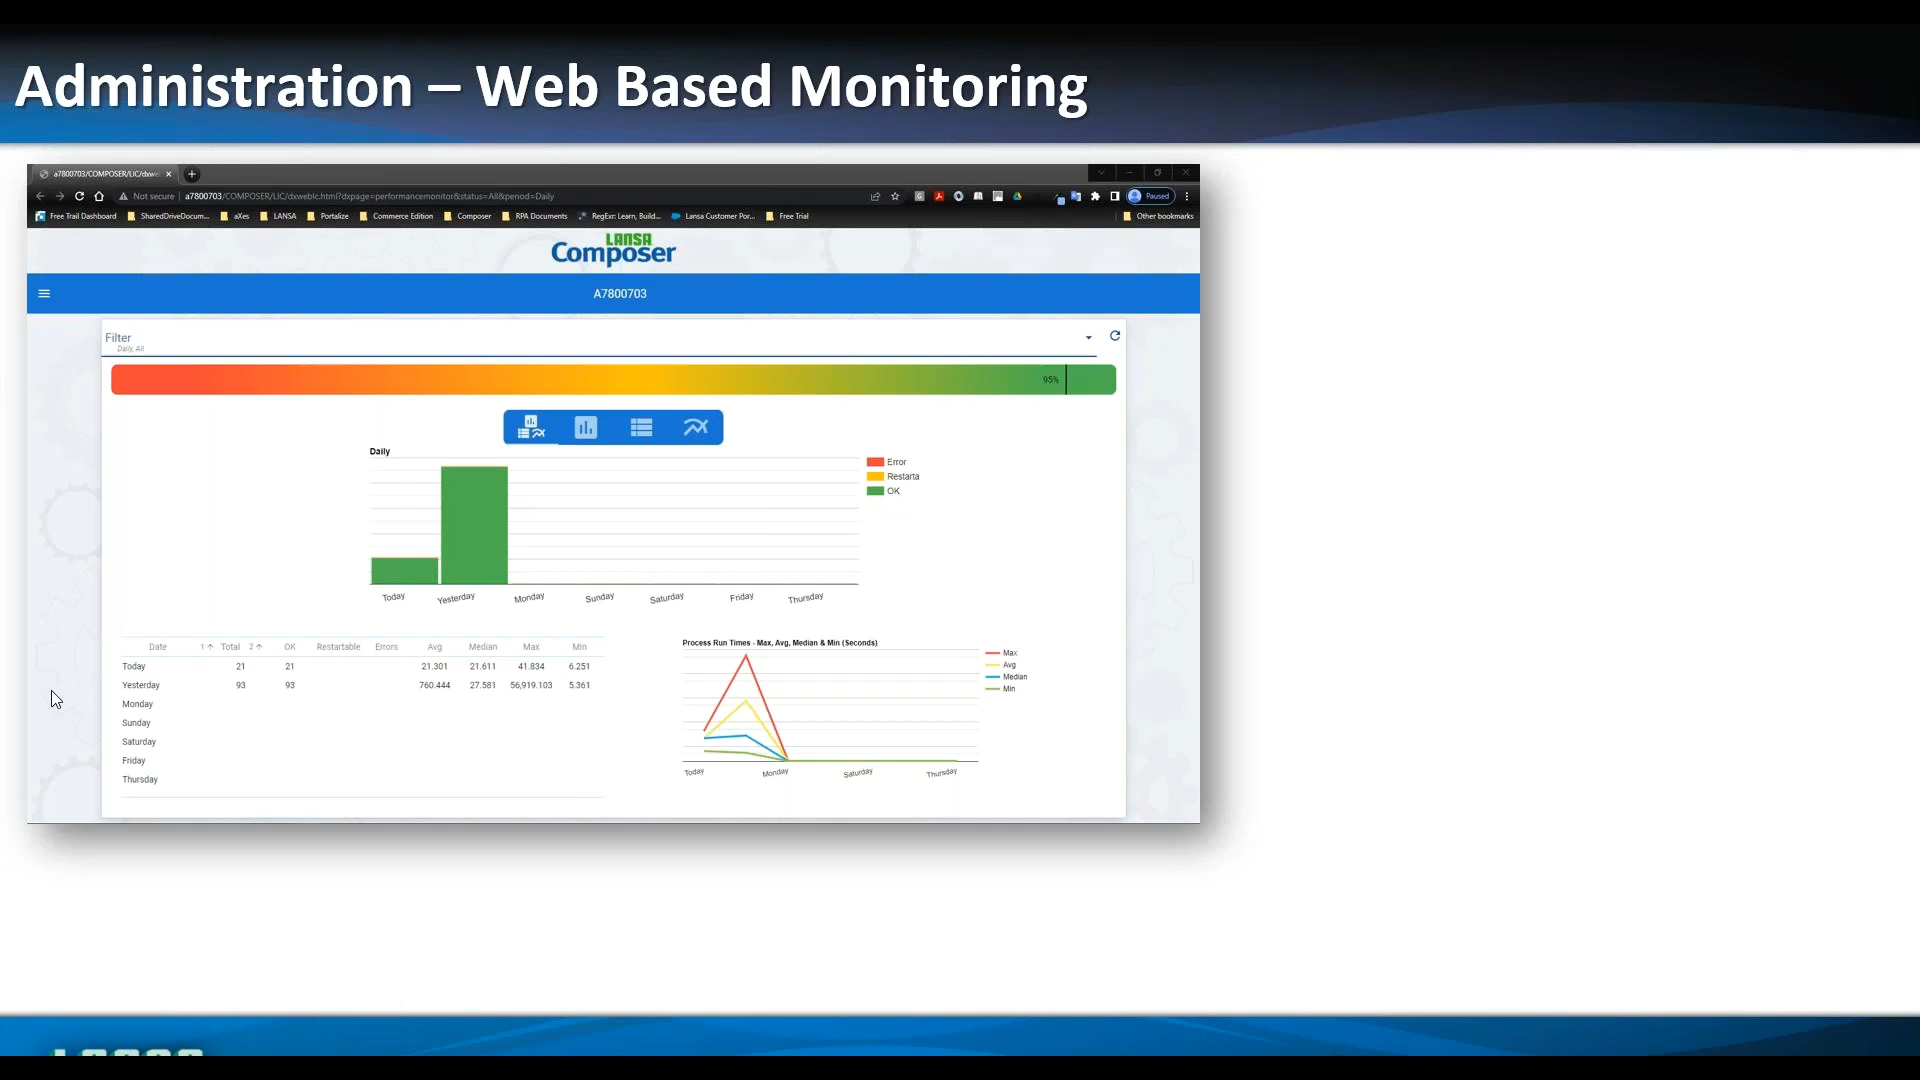 Administration – Web Based Monitoring
a7800703/COMPOSER/LIC/dxwe
Not secure | a7800703/COMPOSER/LIC/dxweblc.html?dxpage=performancemonitor&status=All&period=Daily
Paused
Free Trail Dashboard SharedDriveDocum... aXes LANSA Portalize Commerce Edition Composer RPA Documents RegExr: Learn, Build... Lansa Customer Por... Free Trial Other bookmarks
LANSA
Composer
A7800703
Filter
Daily, All
95%
Daily
Error
Restarta
OK
Today Yesterday Monday Sunday Saturday Friday Thursday
Date 1 ↑ Total 2 ↑ OK Restartable Errors Avg Median Max Min
Today 21 21 21.301 21.611 41.834 6.251
Yesterday 93 93 760.444 27.581 56,919.103 5.361
Monday
Sunday
Saturday
Friday
Thursday
Process Run Times - Max, Avg, Median & Min (Seconds)
Max
Avg
Median
Min
Today Monday Saturday Thursday